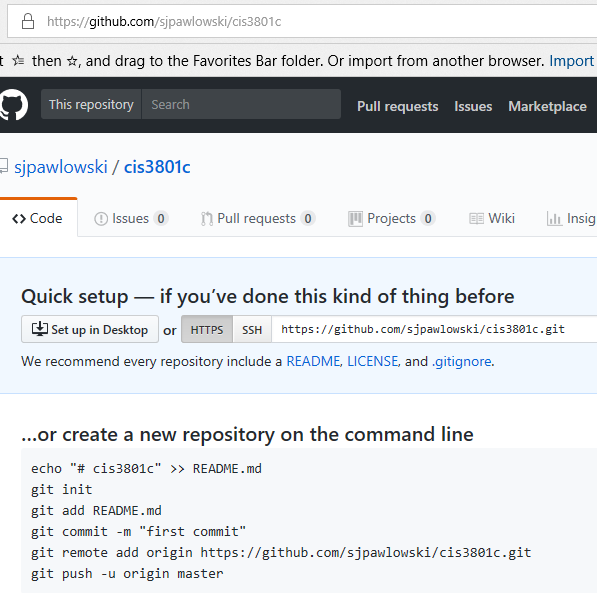 https://github.com/sjpawlowski/cis3801c
t ☆ then ☆, and drag to the Favorites Bar folder. Or import from another browser. Import
This repository Search Pull requests Issues Marketplace
sjpawlowski / cis3801c
<> Code Issues 0 Pull requests 0 Projects 0 Wiki Insig
Quick setup — if you've done this kind of thing before
Set up in Desktop or HTTPS SSH https://github.com/sjpawlowski/cis3801c.git
We recommend every repository include a README, LICENSE, and .gitignore.
...or create a new repository on the command line
echo "# cis3801c" >> README.md
git init
git add README.md
git commit -m "first commit"
git remote add origin https://github.com/sjpawlowski/cis3801c.git
git push -u origin master